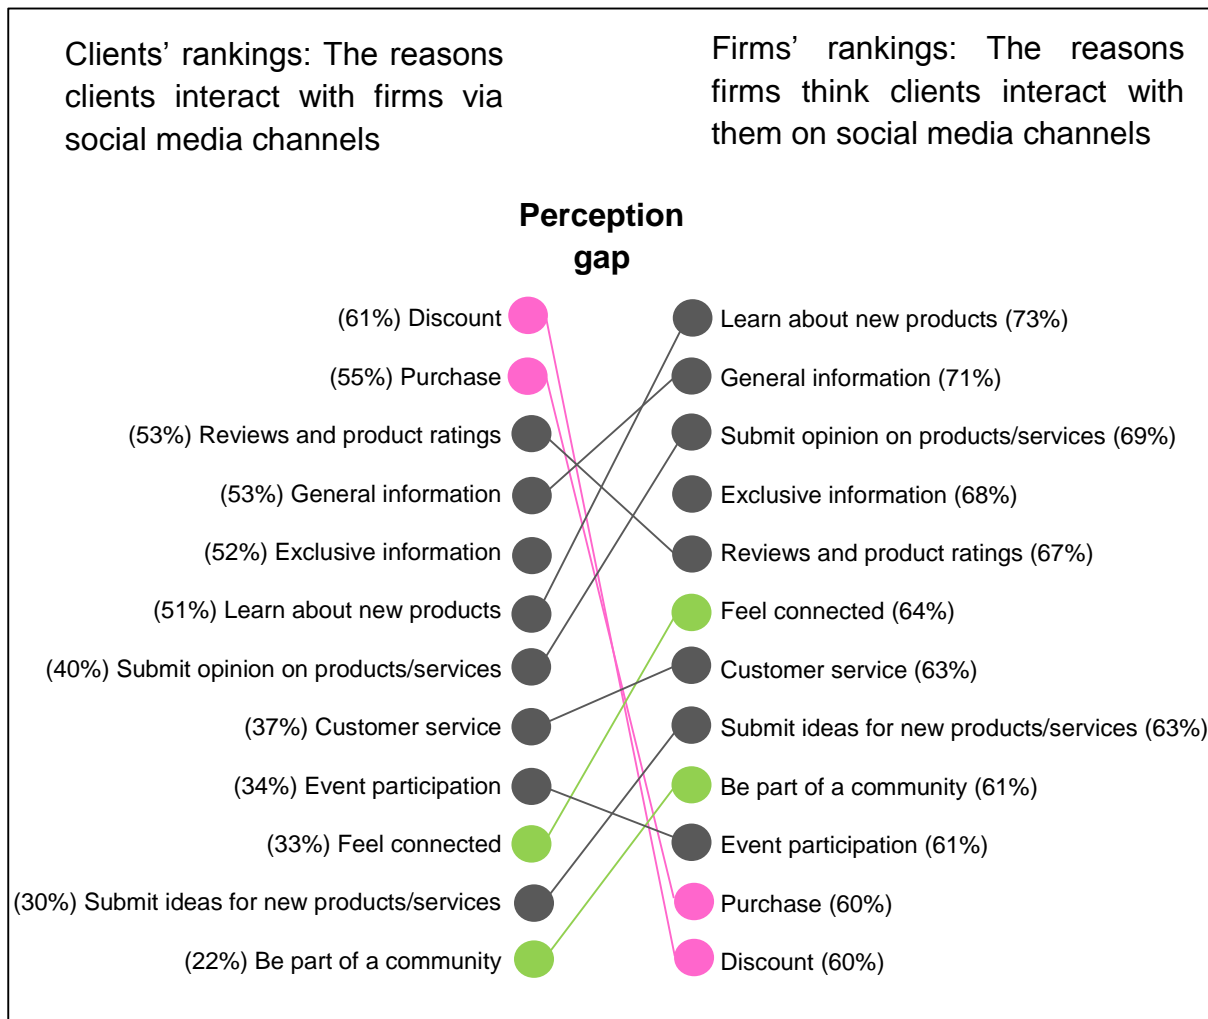 Clients’ rankings: The reasons
clients interact with firms via
social media channels
Firms’ rankings: The reasons
firms think clients interact with
them on social media channels
Perception
gap
(61%) Discount
(55%) Purchase
(53%) Reviews and product ratings
(53%) General information
(52%) Exclusive information
(51%) Learn about new products
(40%) Submit opinion on products/services
(37%) Customer service
(34%) Event participation
(33%) Feel connected
(30%) Submit ideas for new products/services
(22%) Be part of a community
Learn about new products (73%)
General information (71%)
Submit opinion on products/services (69%)
Exclusive information (68%)
Reviews and product ratings (67%)
Feel connected (64%)
Customer service (63%)
Submit ideas for new products/services (63%)
Be part of a community (61%)
Event participation (61%)
Purchase (60%)
Discount (60%)